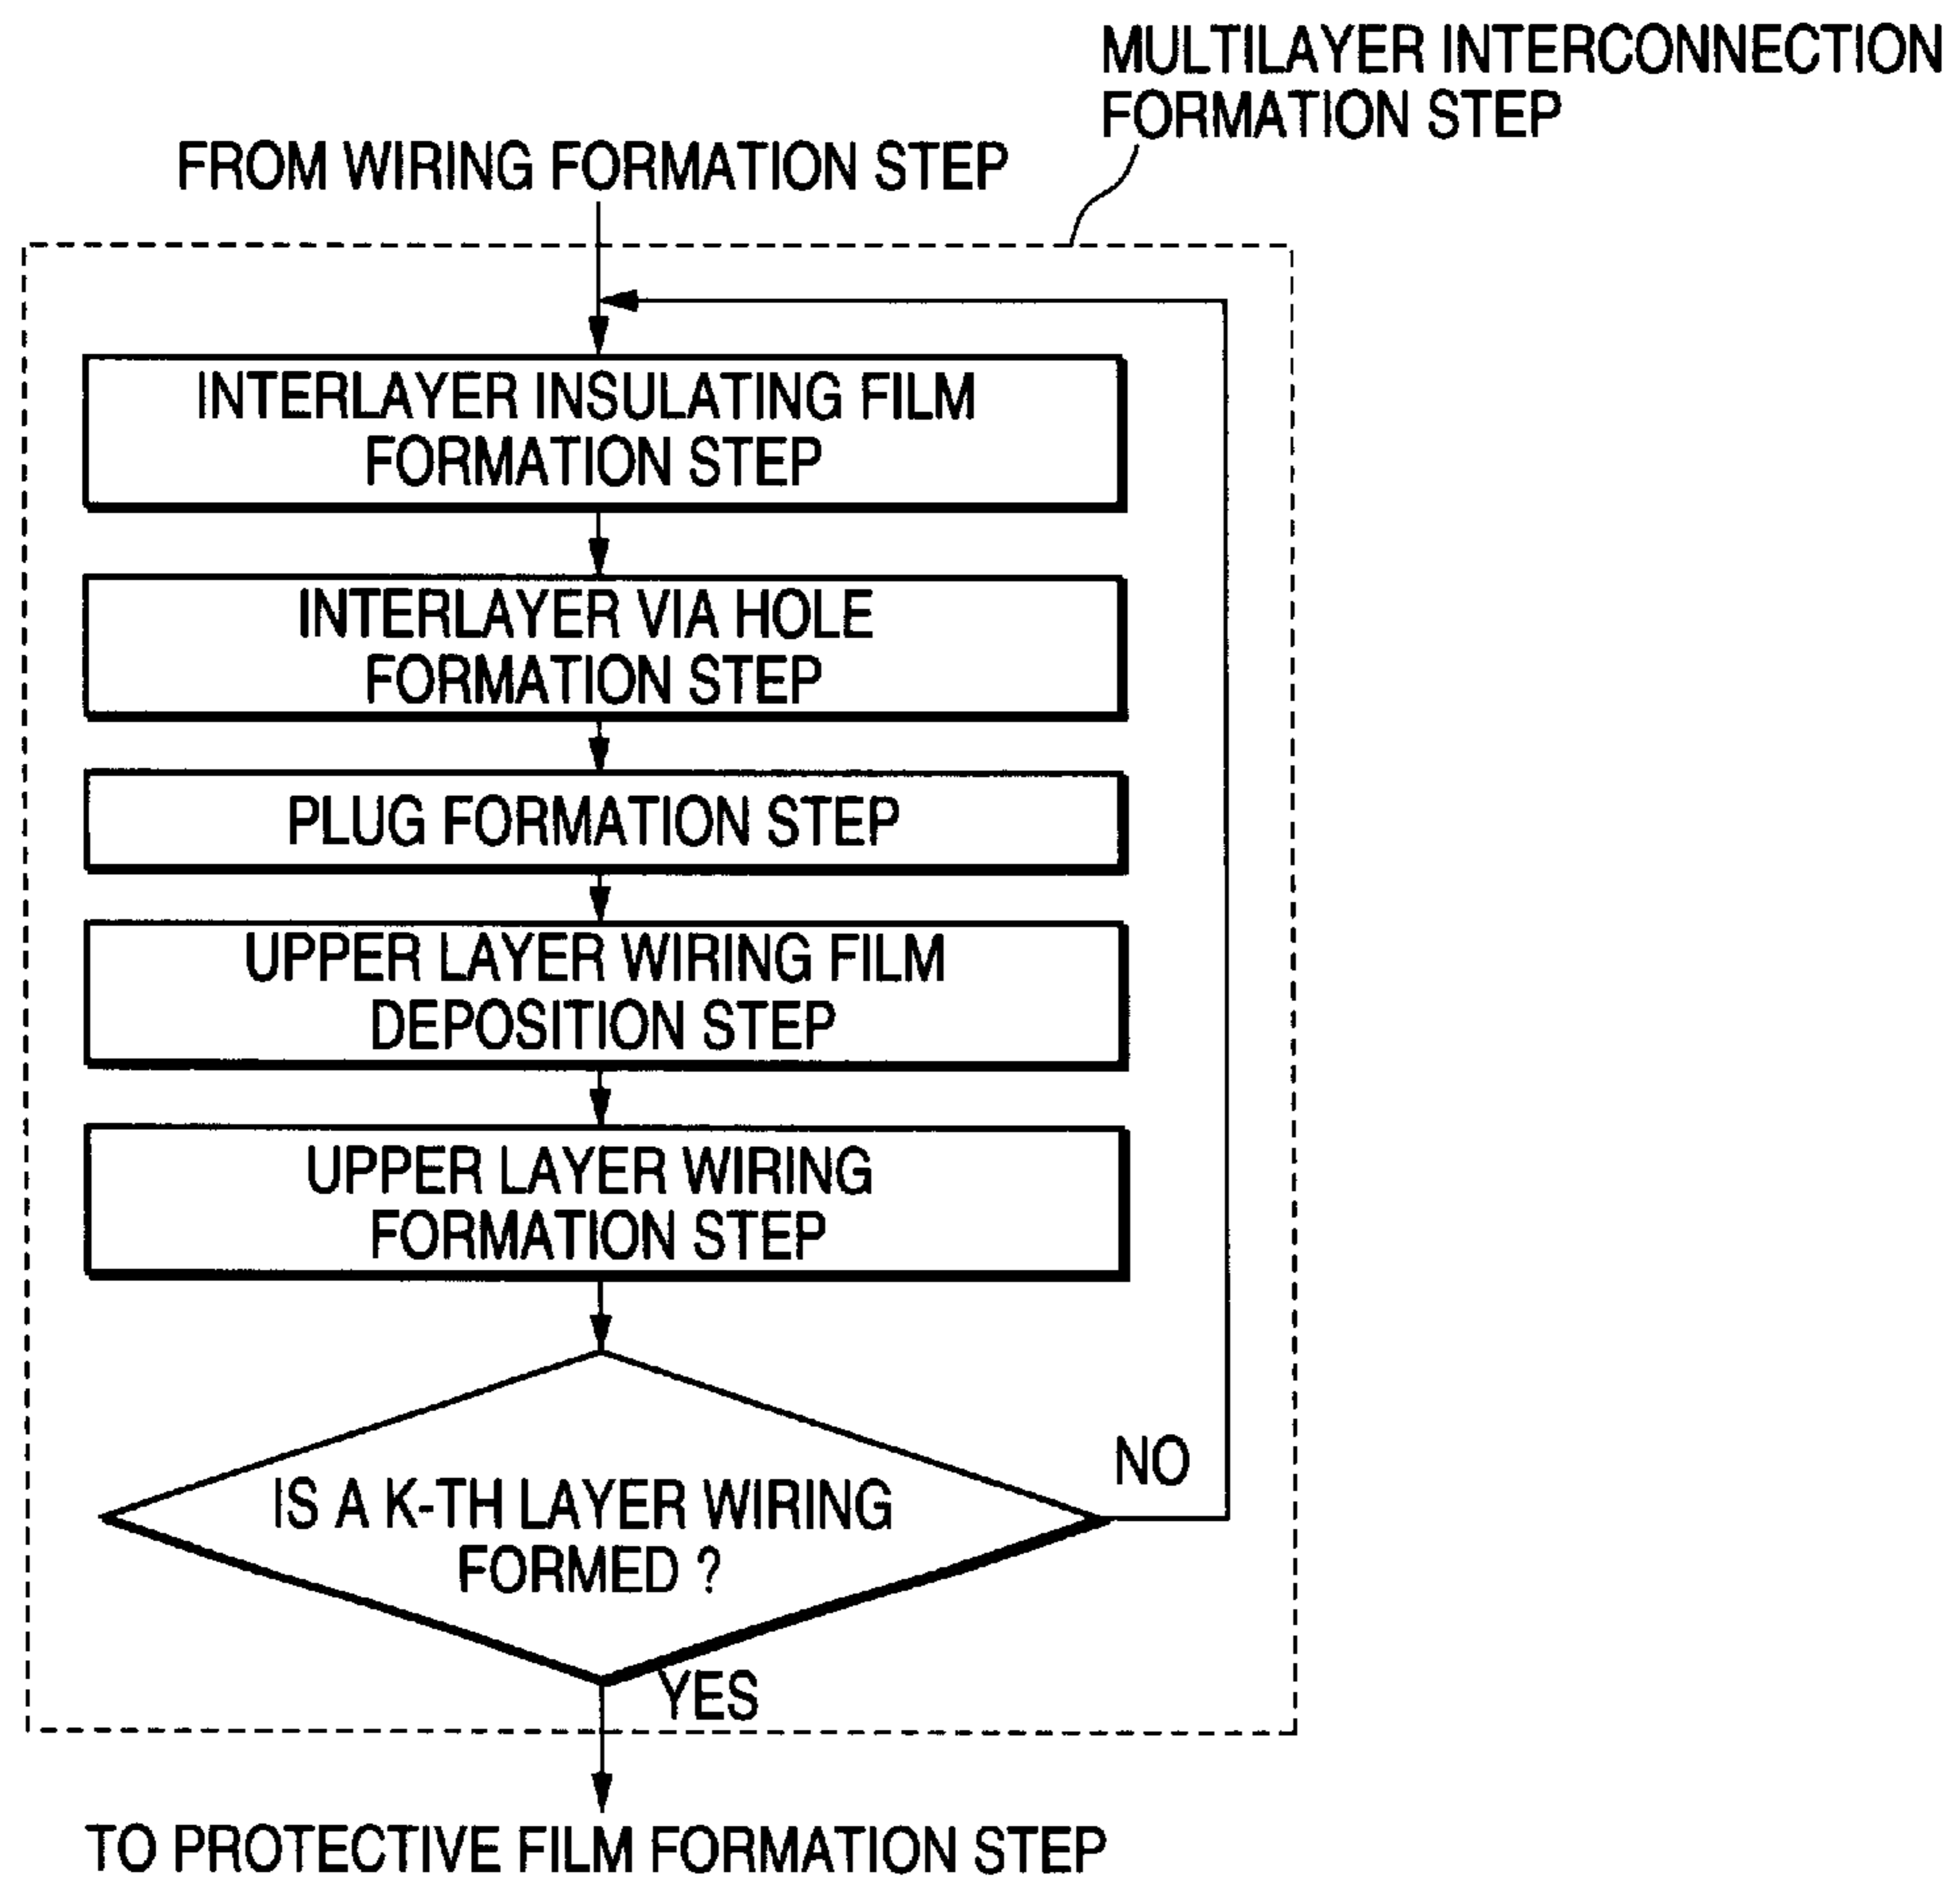 MULTILAYER INTERCONNECTION
FORMATION STEP
FROM WIRING FORMATION STEP
INTERLAYER INSULATING FILM
FORMATION STEP
INTERLAYER VIA HOLE
FORMATION STEP
PLUG FORMATION STEP
UPPER LAYER WIRING FILM
DEPOSITION STEP
UPPER LAYER WIRING
FORMATION STEP
NO
IS A K-TH LAYER WIRING
FORMED ?
YES
TO PROTECTIVE FILM FORMATION STEP